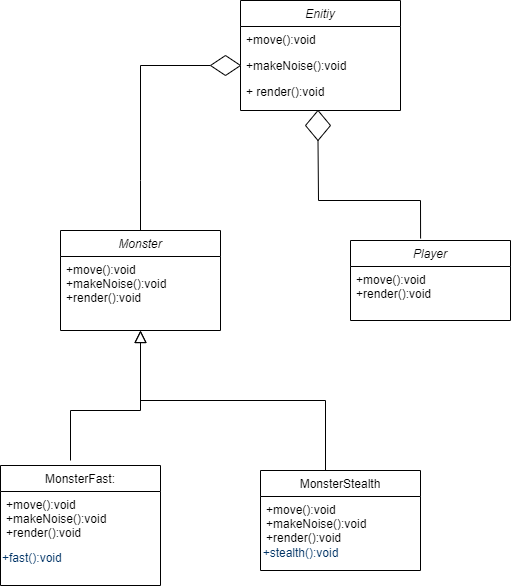 Enitiy
+move():void
+makeNoise():void
+ render():void
Monster
+move():void
+makeNoise():void
+render():void
Player
+move():void
+render():void
MonsterFast:
+move():void
+makeNoise():void
+render():void
+fast():void
MonsterStealth
+move():void
+makeNoise():void
+render():void
+stealth():void